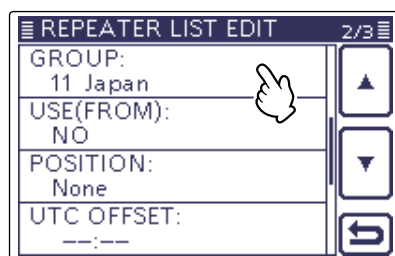 REPEATER LIST EDIT 2/3
GROUP:
11 Japan
USE(FROM):
NO
POSITION:
None
UTC OFFSET:
--:--